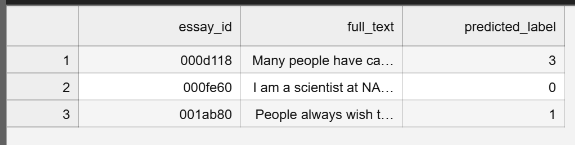 essay_id full_text predicted_label
1 000d118 Many people have ca... 3
2 000fe60 I am a scientist at NA... 0
3 001ab80 People always wish t... 1